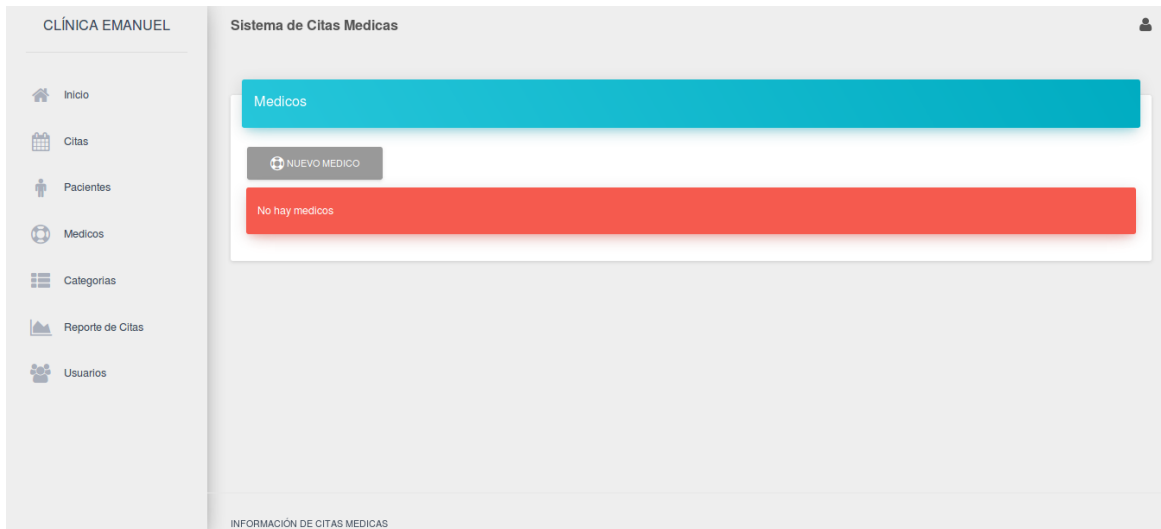 CLÍNICA EMANUEL
Sistema de Citas Medicas
Inicio
Citas
Pacientes
Medicos
Categorias
Reporte de Citas
Usuarios
Medicos
NUEVO MEDICO
No hay medicos
INFORMACIÓN DE CITAS MEDICAS